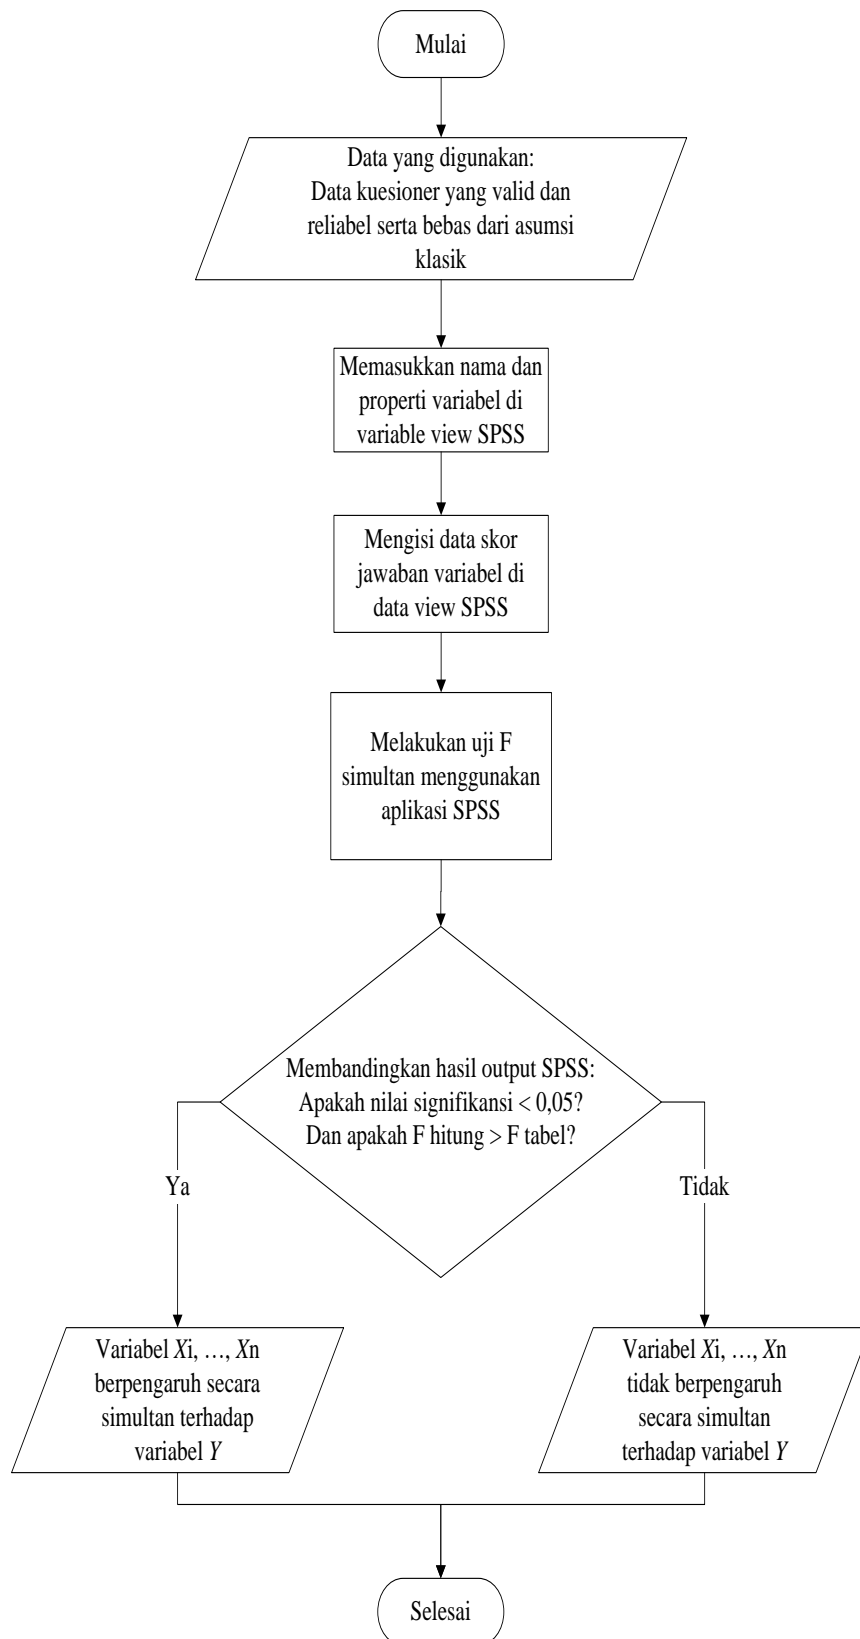 Mulai
Data yang digunakan:
Data kuesioner yang valid dan
reliabel serta bebas dari asumsi
klasik
Memasukkan nama dan
properti variabel di
variable view SPSS
Mengisi data skor
jawaban variabel di
data view SPSS
Melakukan uji F
simultan menggunakan
aplikasi SPSS
Membandingkan hasil output SPSS:
Apakah nilai signifikansi < 0,05?
Dan apakah F hitung > F tabel?
Ya
Tidak
Variabel Xi, …, Xn
berpengaruh secara
simultan terhadap
variabel Y
Variabel Xi, …, Xn
tidak berpengaruh
secara simultan
terhadap variabel Y
Selesai